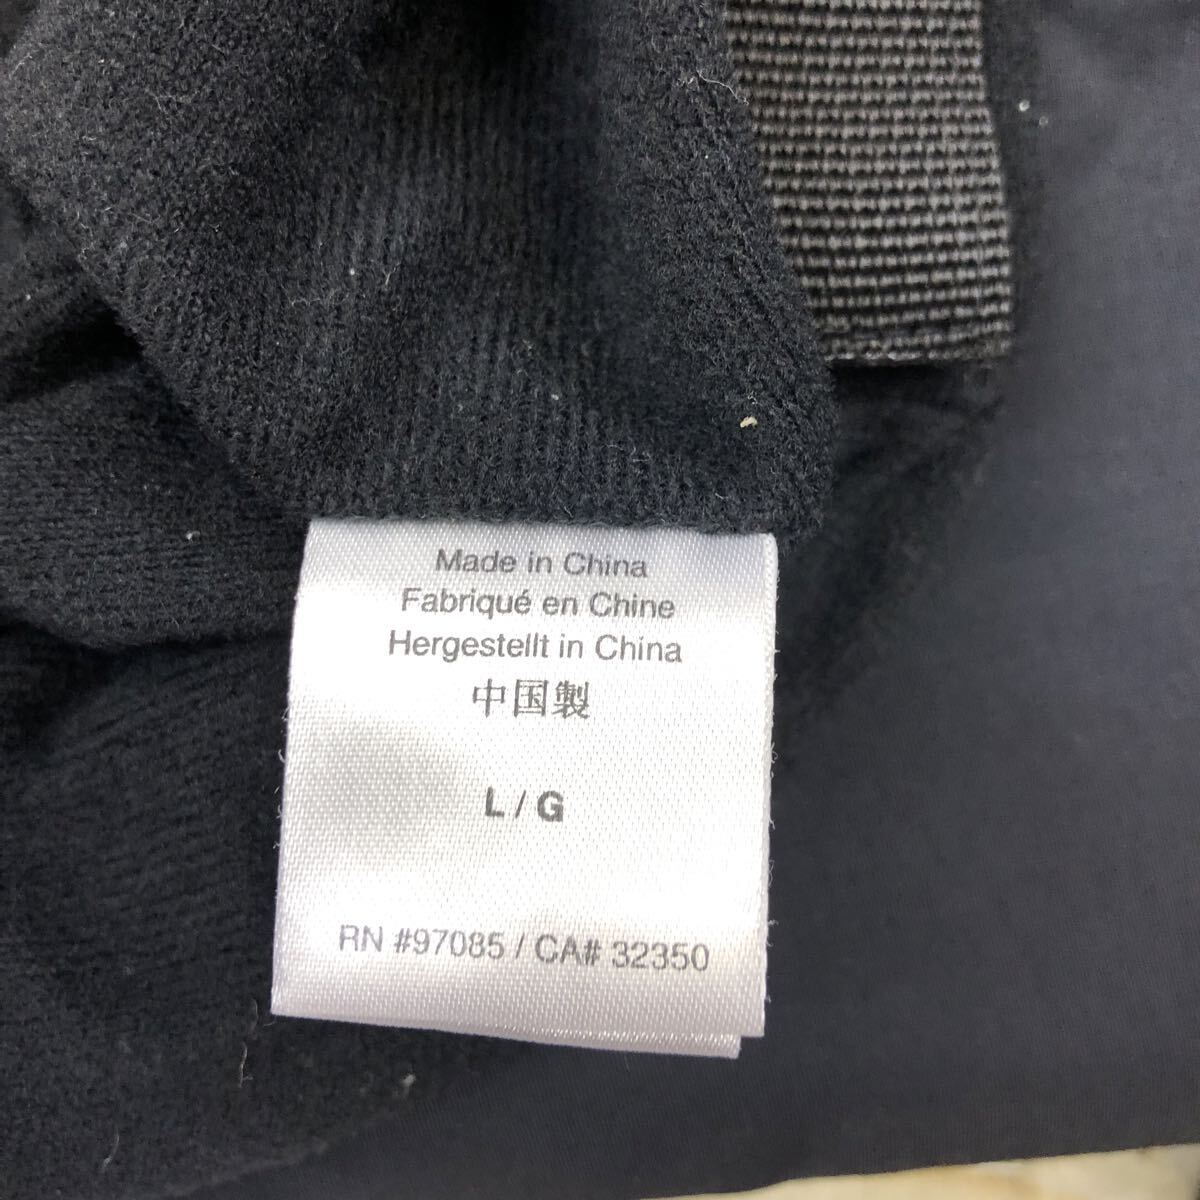 Made in China
Fabriqué en Chine
Hergestellt in China
中国製
L / G
RN #97085 / CA# 32350